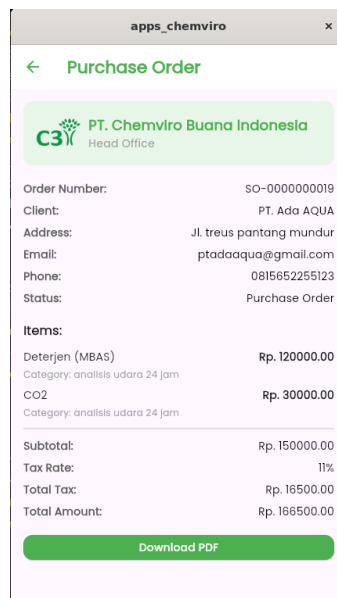 apps_chemviro ×
← Purchase Order
C3 PT. Chemviro Buana Indonesia
Head Office
Order Number: SO-0000000019
Client: PT. Ada AQUA
Address: Jl. treus pantang mundur
Email: ptadaaqua@gmail.com
Phone: 0815652255123
Status: Purchase Order
Items:
Deterjen (MBAS) Rp. 120000.00
Category: analisis udara 24 jam
CO2 Rp. 30000.00
Category: analisis udara 24 jam
Subtotal: Rp. 150000.00
Tax Rate: 11%
Total Tax: Rp. 16500.00
Total Amount: Rp. 166500.00
Download PDF